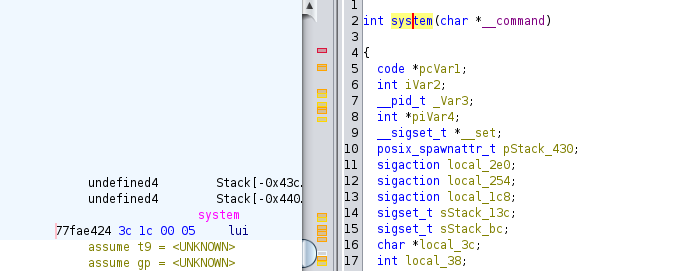 undefined4 Stack[-0x43c.
undefined4 Stack[-0x440.
system
77fae424 3c 1c 00 05 lui
assume t9 = <UNKNOWN>
assume gp = <UNKNOWN>
1
2 int system(char *__command)
3
4 {
5 code *pcVar1;
6 int iVar2;
7 __pid_t _Var3;
8 int *piVar4;
9 __sigset_t *__set;
10 posix_spawnattr_t pStack_430;
11 sigaction local_2e0;
12 sigaction local_254;
13 sigaction local_1c8;
14 sigset_t sStack_13c;
15 sigset_t sStack_bc;
16 char *local_3c;
17 int local_38;